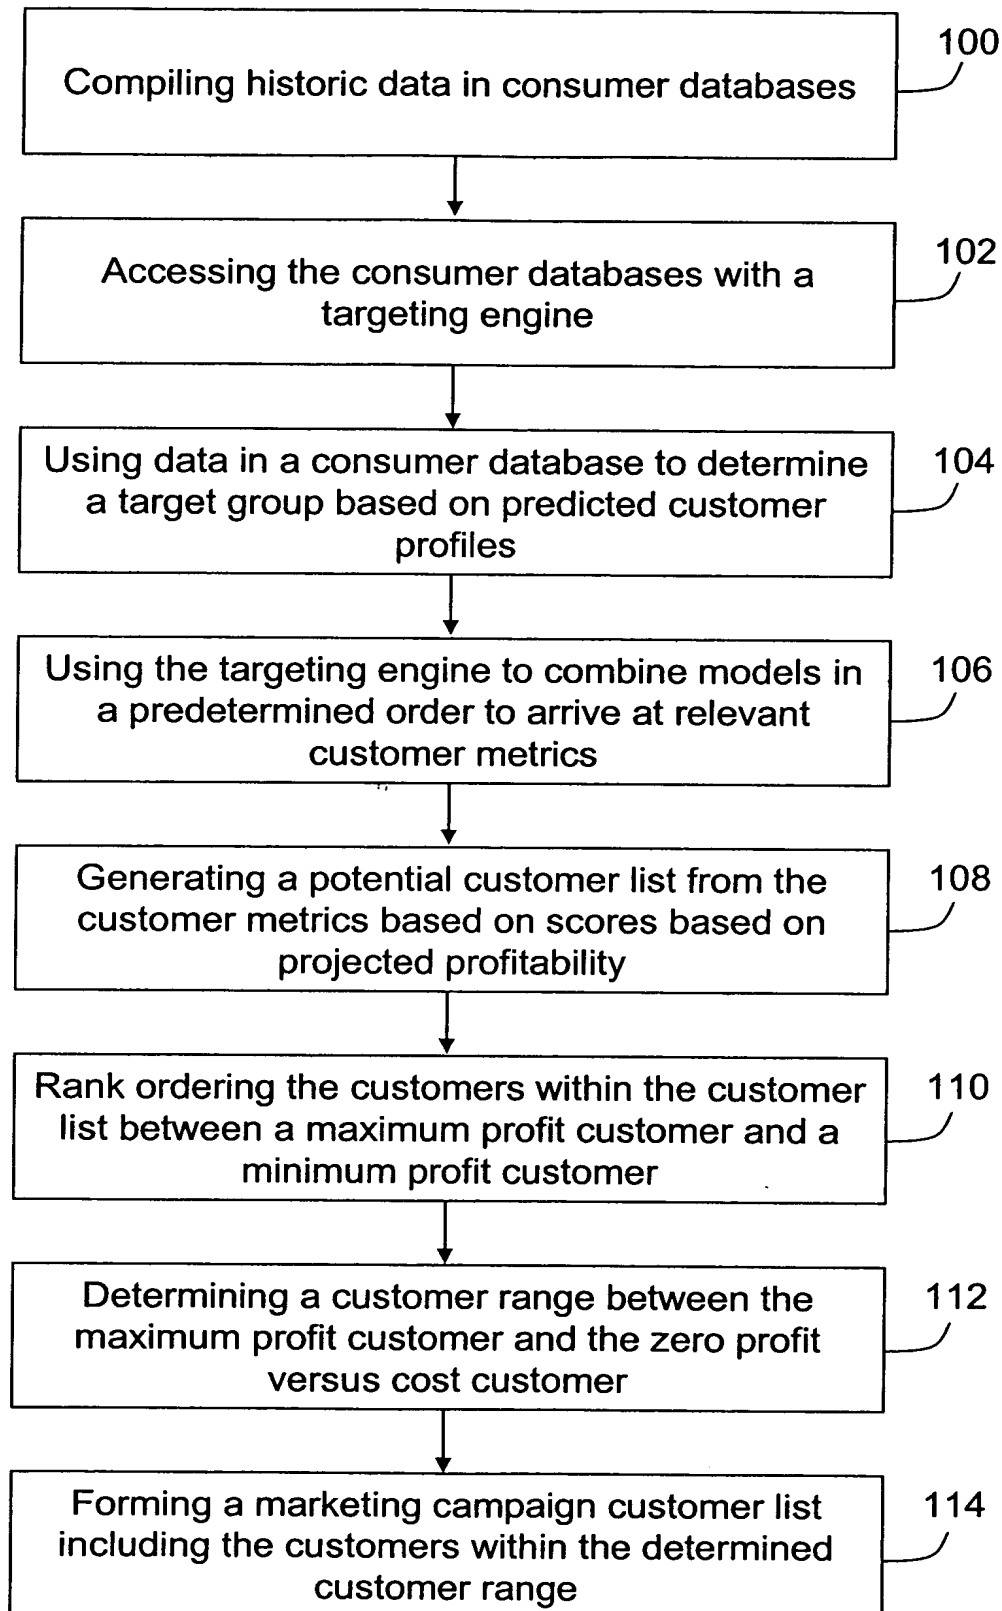 100
Compiling historic data in consumer databases
102
Accessing the consumer databases with a
targeting engine
104
Using data in a consumer database to determine
a target group based on predicted customer
profiles
106
Using the targeting engine to combine models in
a predetermined order to arrive at relevant
customer metrics
108
Generating a potential customer list from the
customer metrics based on scores based on
projected profitability
110
Rank ordering the customers within the customer
list between a maximum profit customer and a
minimum profit customer
112
Determining a customer range between the
maximum profit customer and the zero profit
versus cost customer
114
Forming a marketing campaign customer list
including the customers within the determined
customer range